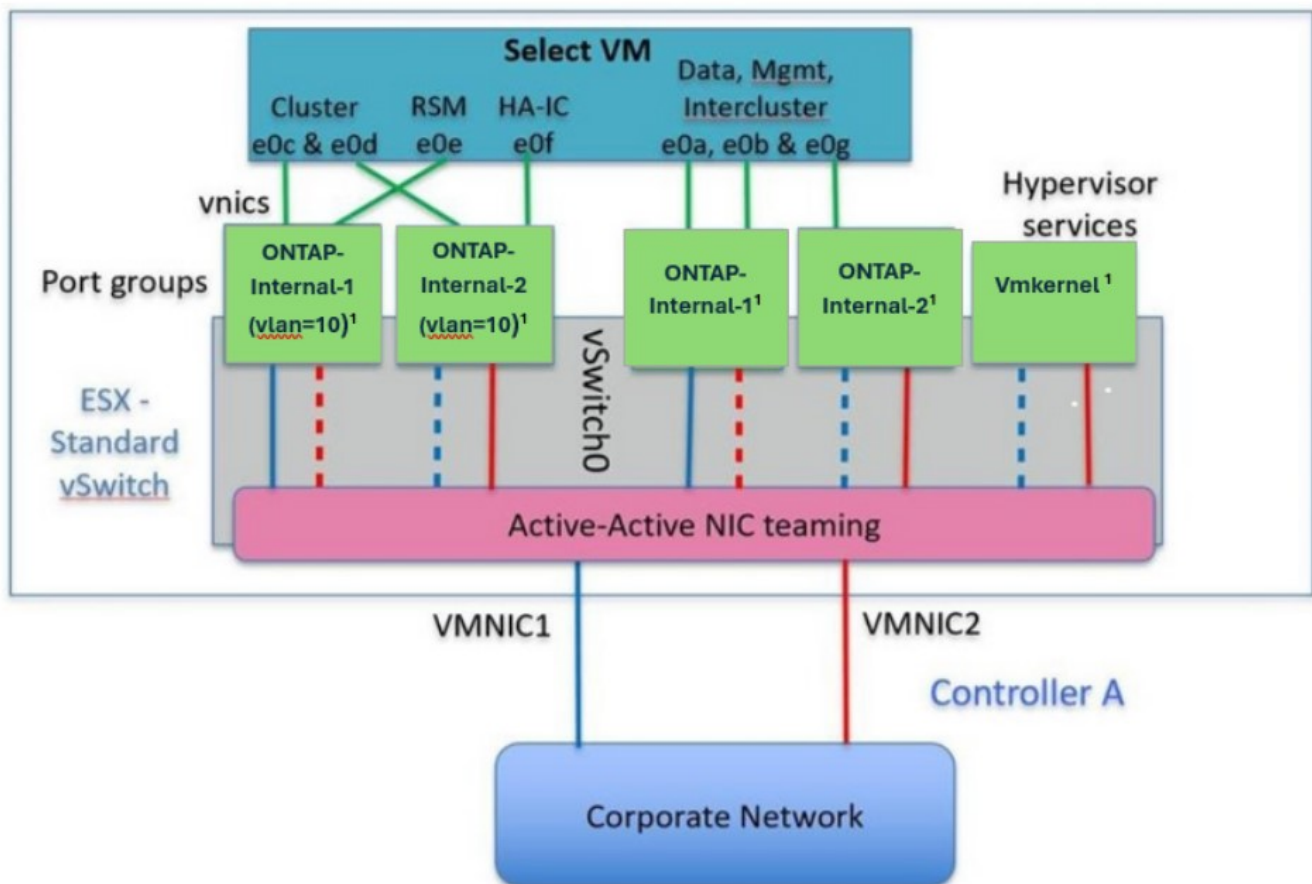 Select VM
Data, Mgmt,
Cluster RSM HA-IC Intercluster
e0c & e0d e0e e0f e0a, e0b & e0g
vnics
Hypervisor
services
Port groups
ONTAP-
Internal-1
(vlan=10)¹
ONTAP-
Internal-2
(vlan=10)¹
ONTAP-
Internal-1¹
ONTAP-
Internal-2¹
Vmkernel ¹
ESX -
Standard
vSwitch
vSwitch0
Active-Active NIC teaming
VMNIC1
VMNIC2
Controller A
Corporate Network